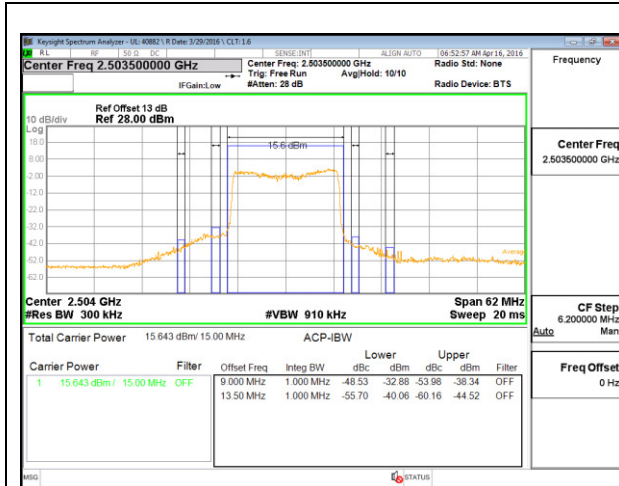 Keysight Spectrum Analyzer - UL: 40882 \ R Date: 3/29/2016 \ CLT: 1.6
RL RF 50 Ω DC SENSE:INT ALIGN AUTO 06:52:57 AM Apr 16, 2016
Center Freq 2.503500000 GHz Center Freq: 2.503500000 GHz Radio Std: None
Trig: Free Run Avg|Hold: 10/10
IFGain:Low #Atten: 28 dB Radio Device: BTS
Ref Offset 13 dB
10 dB/div Ref 28.00 dBm
Log
18.0
15.6 dBm
8.00
-2.00
-12.0
-22.0
-32.0
-42.0
Average
-52.0
-62.0
Center 2.504 GHz Span 62 MHz
#Res BW 300 kHz #VBW 910 kHz Sweep 20 ms
Total Carrier Power 15.643 dBm/ 15.00 MHz ACP-IBW
Lower Upper
Carrier Power Filter Offset Freq Integ BW dBc dBm dBc dBm Filter
1 15.643 dBm / 15.00 MHz OFF 9.000 MHz 1.000 MHz -48.53 -32.88 -53.98 -38.34 OFF
13.50 MHz 1.000 MHz -55.70 -40.06 -60.16 -44.52 OFF
MSG STATUS
Frequency
Center Freq
2.503500000 GHz
CF Step
6.200000 MHz
Auto Man
Freq Offset
0 Hz